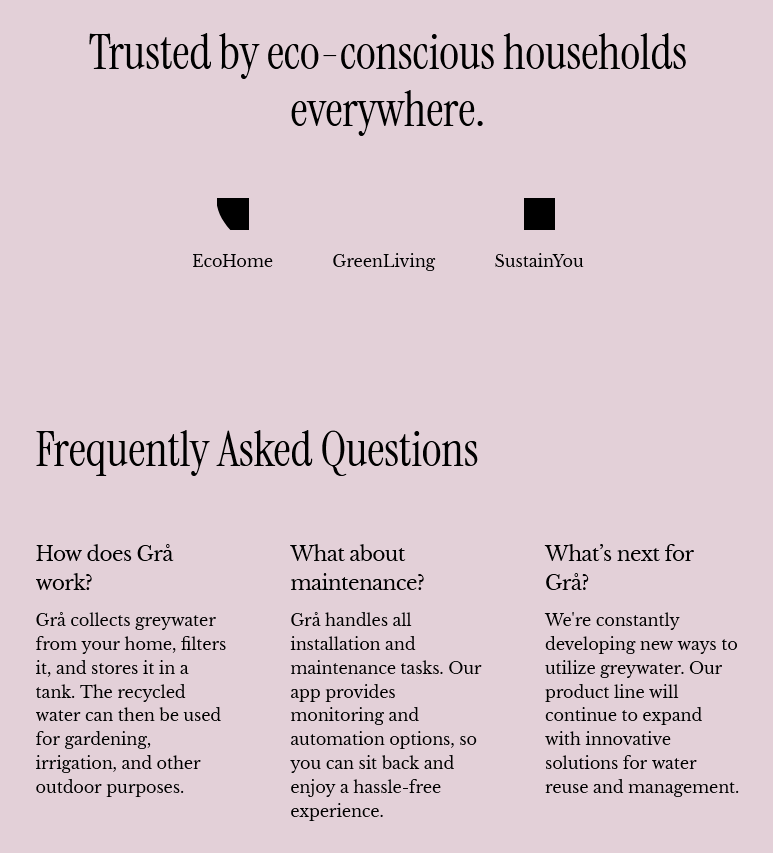 Trusted by eco-conscious households
everywhere.
EcoHome
GreenLiving
SustainYou
Frequently Asked Questions
How does Grå
work?
Grå collects greywater
from your home, filters
it, and stores it in a
tank. The recycled
water can then be used
for gardening,
irrigation, and other
outdoor purposes.
What about
maintenance?
Grå handles all
installation and
maintenance tasks. Our
app provides
monitoring and
automation options, so
you can sit back and
enjoy a hassle-free
experience.
What’s next for
Grå?
We're constantly
developing new ways to
utilize greywater. Our
product line will
continue to expand
with innovative
solutions for water
reuse and management.